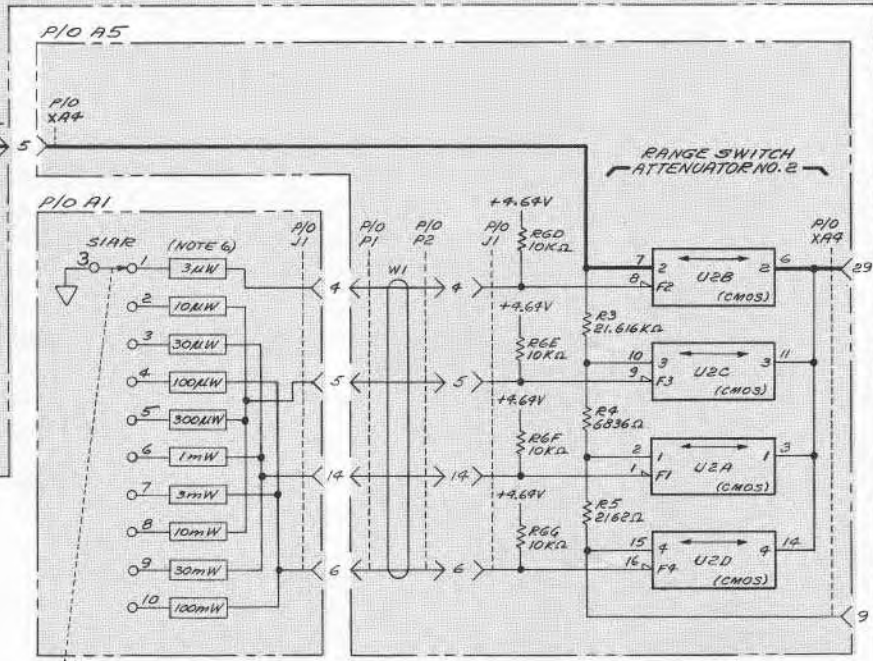 P/O A5
P/O
XA4
5
RANGE SWITCH
ATTENUATOR NO. 2
P/O A1
S1AR
(NOTE 6)
P/O
J1
P/O
P1
P/O
P2
P/O
J1
W1
+4.64V
R6D
10KΩ
P/O
XA4
3
1
3µW
4
4
7
2
2
6
U2B
8
F2
(CMOS)
29
2
10µW
+4.64V
R6E
10KΩ
R3
21.616KΩ
3
30µW
10
3
3
11
U2C
9
F3
(CMOS)
4
100µW
5
5
+4.64V
R6F
10KΩ
R4
6836Ω
5
300µW
6
1mW
2
1
1
3
U2A
1
F1
(CMOS)
7
3mW
14
14
+4.64V
R6G
10KΩ
R5
2162Ω
8
10mW
15
4
4
14
U2D
16
F4
(CMOS)
9
30mW
6
6
10
100mW
9